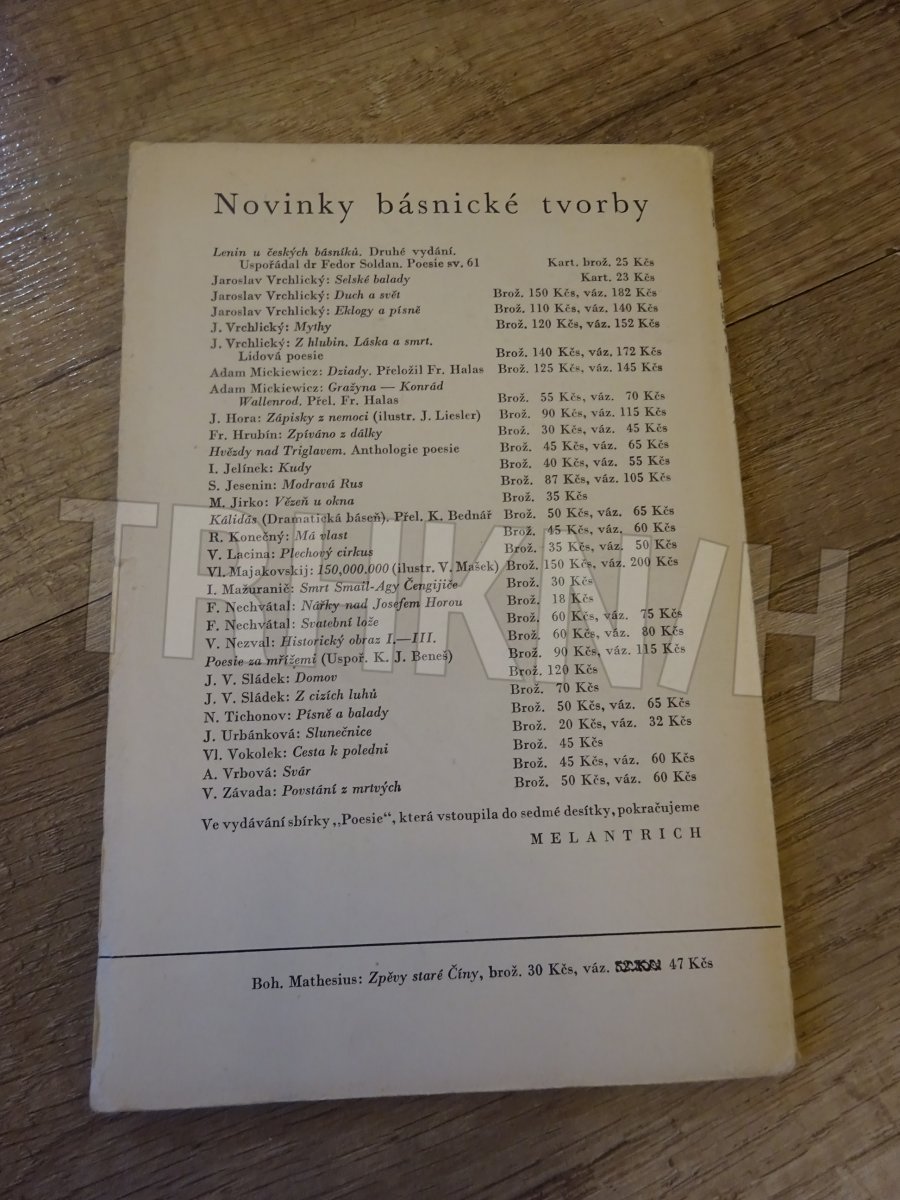 Novinky básnické tvorby
Lenin u českých básníků. Druhé vydání.
Uspořádal dr Fedor Soldan. Poesie sv. 61 Kart. brož. 25 Kčs
Jaroslav Vrchlický: Selské balady Kart. 23 Kčs
Jaroslav Vrchlický: Duch a svět Brož. 150 Kčs, váz. 182 Kčs
Jaroslav Vrchlický: Eklogy a písně Brož. 110 Kčs, váz. 140 Kčs
J. Vrchlický: Mythy Brož. 120 Kčs, váz. 152 Kčs
J. Vrchlický: Z hlubin. Láska a smrt.
Lidová poesie Brož. 140 Kčs, váz. 172 Kčs
Adam Mickiewicz: Dziady. Přeložil Fr. Halas Brož. 125 Kčs, váz. 145 Kčs
Adam Mickiewicz: Gražyna — Konrád
Wallenrod. Přel. Fr. Halas Brož. 55 Kčs, váz. 70 Kčs
J. Hora: Zápisky z nemoci (ilustr. J. Liesler) Brož. 90 Kčs, váz. 115 Kčs
Fr. Hrubín: Zpíváno z dálky Brož. 30 Kčs, váz. 45 Kčs
Hvězdy nad Triglavem. Anthologie poesie Brož. 45 Kčs, váz. 65 Kčs
I. Jelínek: Kudy Brož. 40 Kčs, váz. 55 Kčs
S. Jesenin: Modravá Rus Brož. 87 Kčs, váz. 105 Kčs
M. Jirko: Vězeň u okna Brož. 35 Kčs
Kálidás (Dramatická báseň). Přel. K. Bednář Brož. 50 Kčs, váz. 65 Kčs
R. Konečný: Má vlast Brož. 45 Kčs, váz. 60 Kčs
V. Lacina: Plechový cirkus Brož. 35 Kčs, váz. 50 Kčs
Vl. Majakovskij: 150,000.000 (ilustr. V. Mašek) Brož. 150 Kčs, váz. 200 Kčs
I. Mažuranič: Smrt Smail-Agy Čengijiče Brož. 30 Kčs
F. Nechvátal: Nářky nad Josefem Horou Brož. 18 Kčs
F. Nechvátal: Svatební lože Brož. 60 Kčs, váz. 75 Kčs
V. Nezval: Historický obraz I.—III. Brož. 60 Kčs, váz. 80 Kčs
Poesie za mřížemi (Uspoř. K. J. Beneš) Brož. 90 Kčs, váz. 115 Kčs
J. V. Sládek: Domov Brož. 120 Kčs
J. V. Sládek: Z cizích luhů Brož. 70 Kčs
N. Tichonov: Písně a balady Brož. 50 Kčs, váz. 65 Kčs
J. Urbánková: Slunečnice Brož. 20 Kčs, váz. 32 Kčs
Vl. Vokolek: Cesta k poledni Brož. 45 Kčs
A. Vrbová: Svár Brož. 45 Kčs, váz. 60 Kčs
V. Závada: Povstání z mrtvých Brož. 50 Kčs, váz. 60 Kčs
Ve vydávání sbírky „Poesie“, která vstoupila do sedmé desítky, pokračujeme
MELANTRICH
Boh. Mathesius: Zpěvy staré Číny, brož. 30 Kčs, váz. 47 Kčs
TRHKNIH